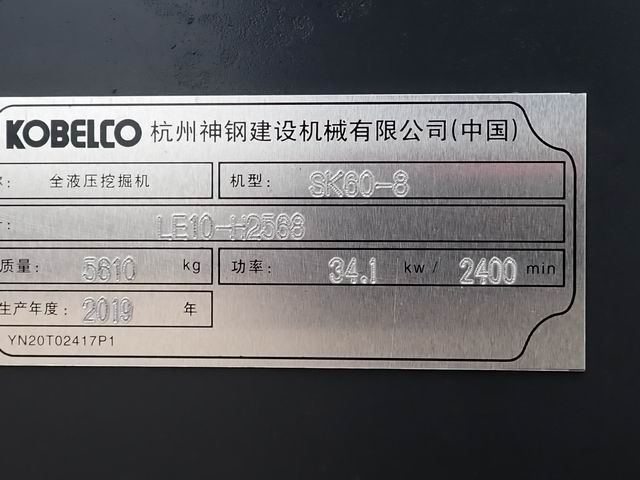 KOBELCO 杭州神钢建设机械有限公司(中国)
称: 全液压挖掘机 机型: SK60-8
: LE10-H2568
质量: 5610 kg 功率: 34.1 kw / 2400 min
生产年度: 2019 年
YN20T02417P1